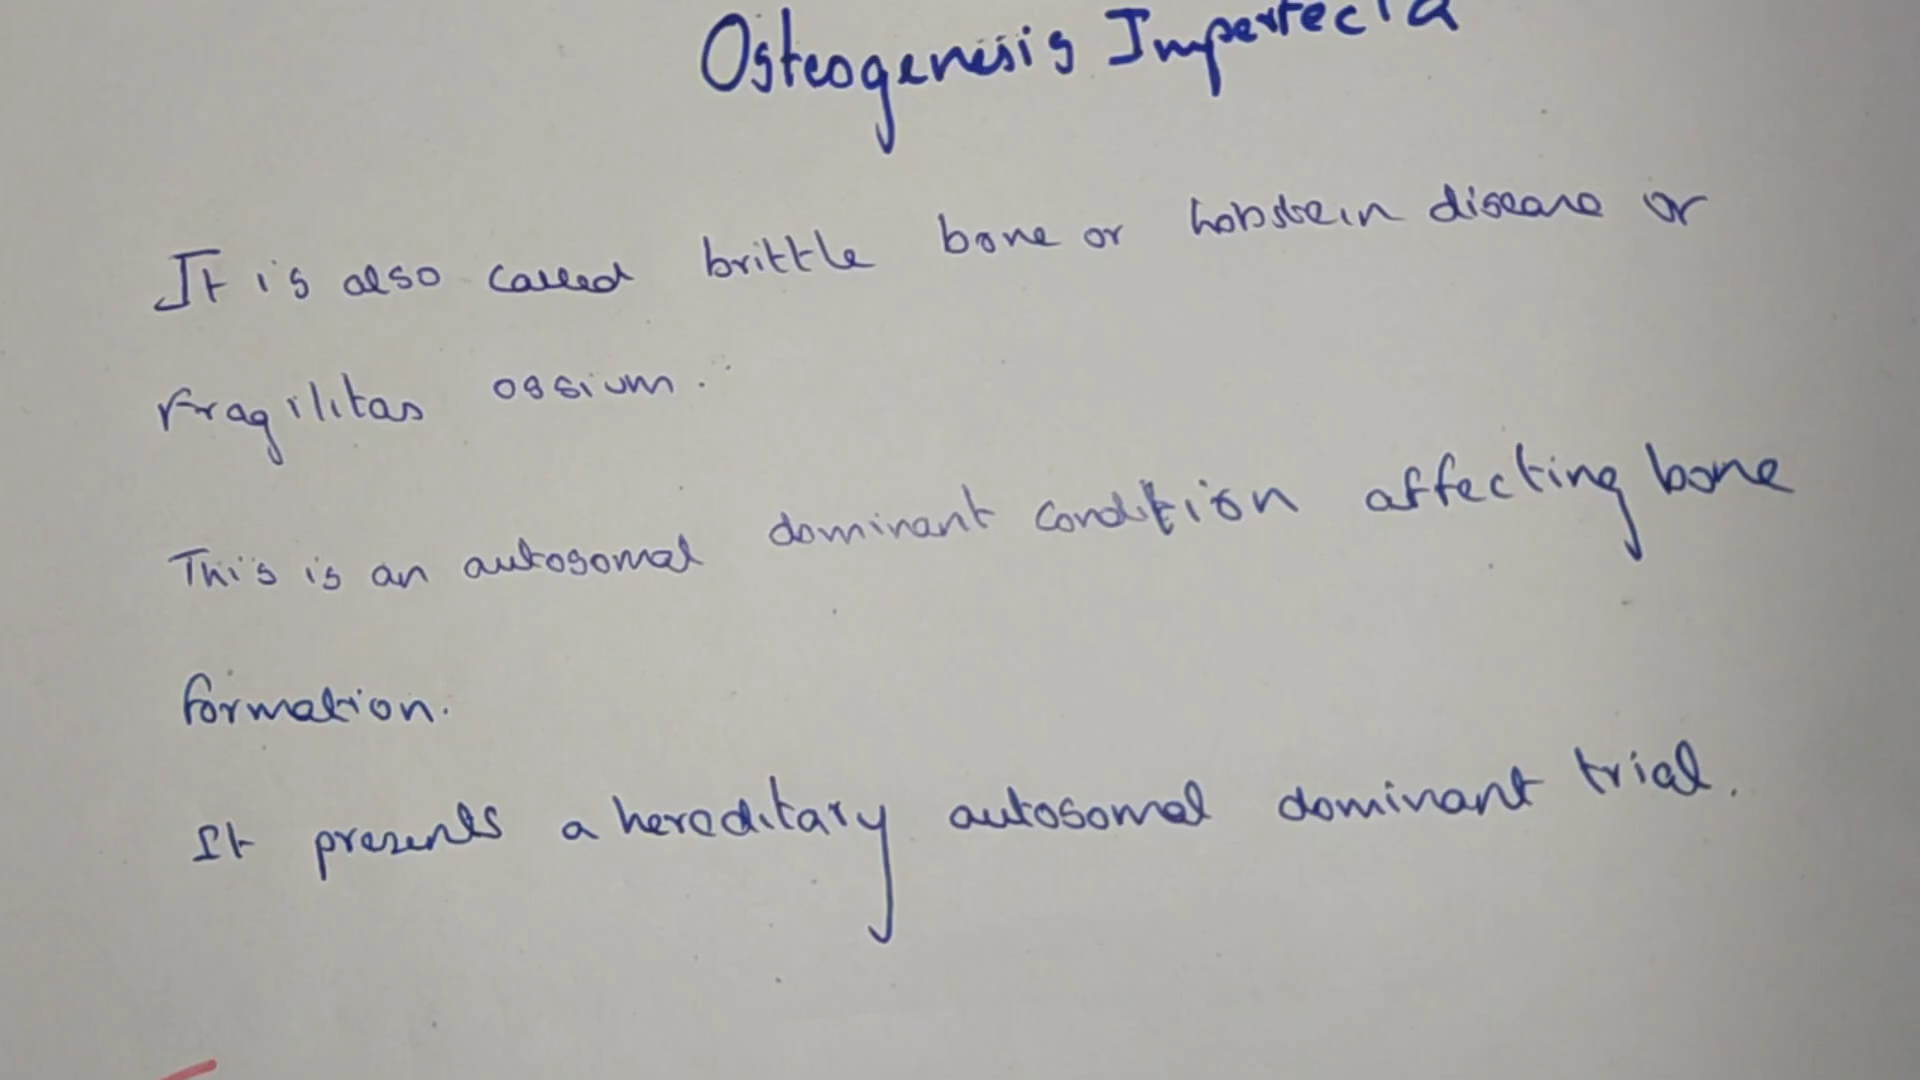 Osteogenesis Imperfecta
It is also called brittle bone or hobstein disease or
Fragilitas ossium.
This is an autosomal dominant condition affecting bone
formation.
It presents a hereditary autosomal dominant trial.